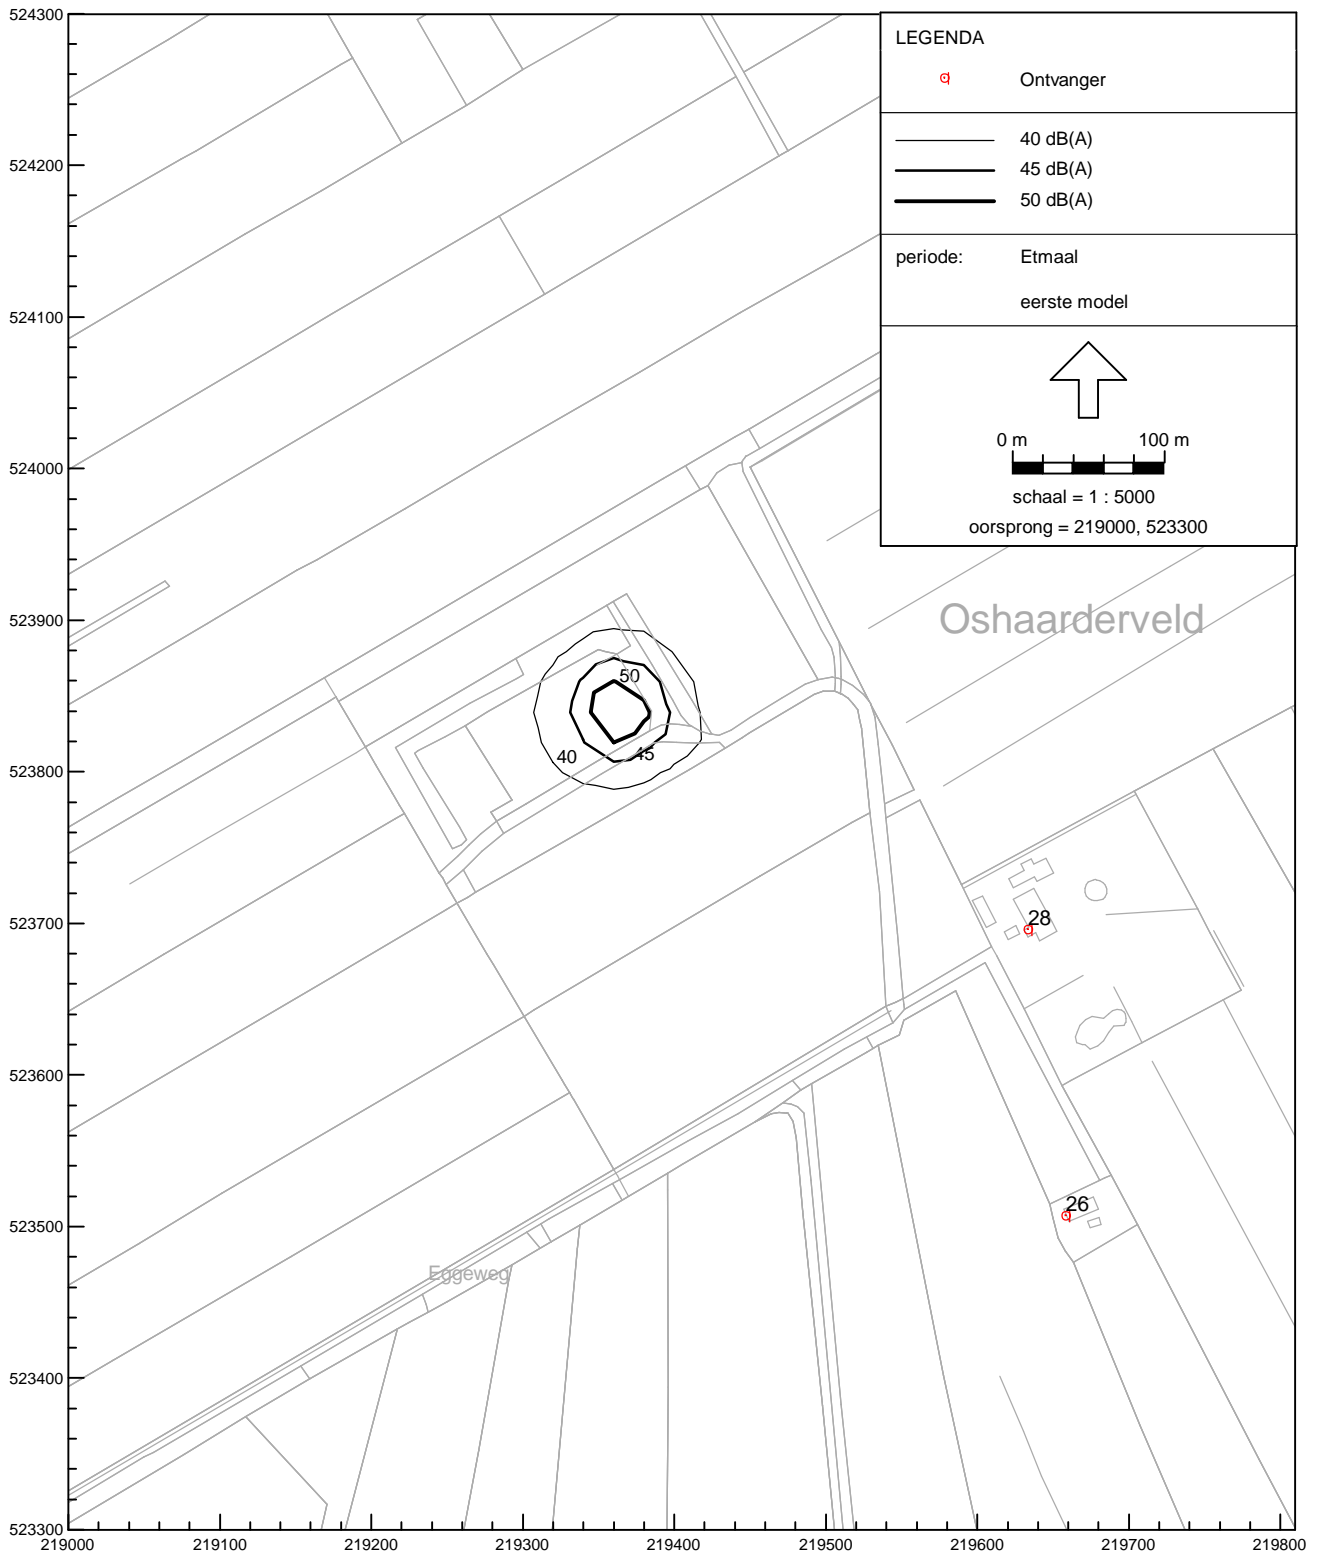 524300
524200
524100
524000
523900
523800
523700
523600
523500
523400
523300
219000 219100 219200 219300 219400 219500 219600 219700 219800
LEGENDA
Ontvanger
40 dB(A)
45 dB(A)
50 dB(A)
periode: Etmaal
eerste model
0 m 100 m
schaal = 1 : 5000
oorsprong = 219000, 523300
Oshaarderveld
50
40
45
28
26
Eggeweg